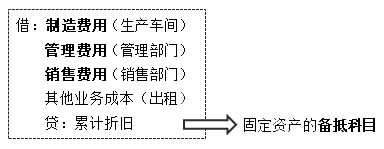 借：制造费用（生产车间）
管理费用（管理部门）
销售费用（销售部门）
其他业务成本（出租）
贷：累计折旧
固定资产的备抵科目